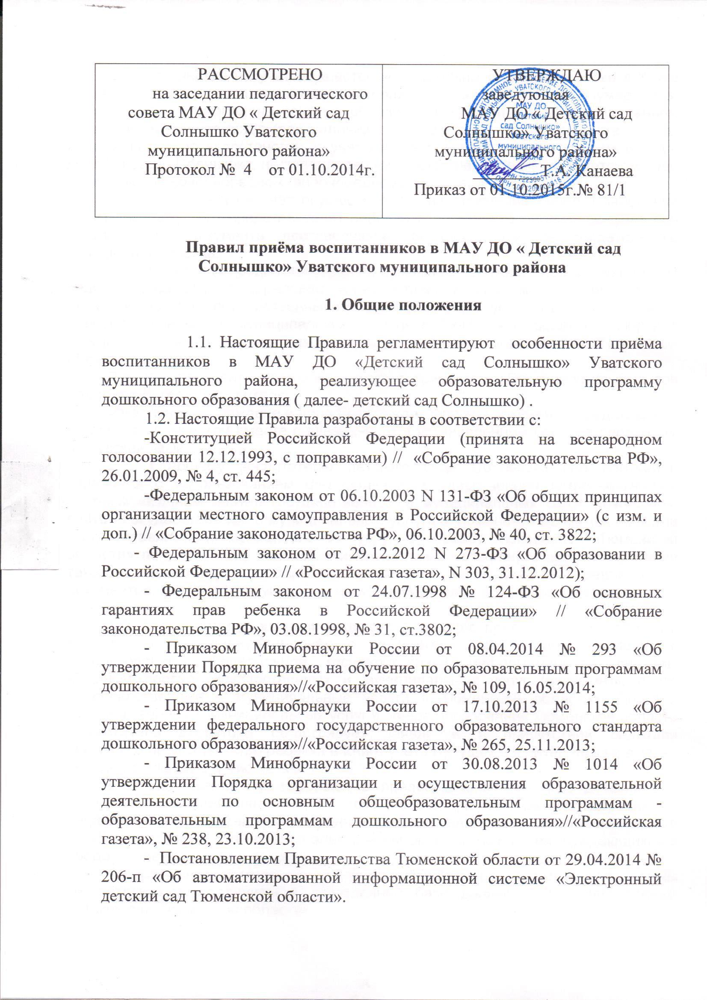 РАССМОТРЕНО
на заседании педагогического
совета МАУ ДО « Детский сад
Солнышко Уватского
муниципального района»
Протокол № 4 от 01.10.2014г.
УТВЕРЖДАЮ
заведующая
МАУ ДО « Детский сад
Солнышко» Уватского
муниципального района»
Т.А. Канаева
Приказ от 01.10.2015г.№ 81/1
МАУ ДО
«Детский
сад Солнышко»
Уватского
муниципального
района
Правил приёма воспитанников в МАУ ДО « Детский сад
Солнышко» Уватского муниципального района
1. Общие положения
1.1. Настоящие Правила регламентируют особенности приёма
воспитанников в МАУ ДО «Детский сад Солнышко» Уватского
муниципального района, реализующее образовательную программу
дошкольного образования ( далее- детский сад Солнышко) .
1.2. Настоящие Правила разработаны в соответствии с:
-Конституцией Российской Федерации (принята на всенародном
голосовании 12.12.1993, с поправками) // «Собрание законодательства РФ»,
26.01.2009, № 4, ст. 445;
-Федеральным законом от 06.10.2003 N 131-ФЗ «Об общих принципах
организации местного самоуправления в Российской Федерации» (с изм. и
доп.) // «Собрание законодательства РФ», 06.10.2003, № 40, ст. 3822;
- Федеральным законом от 29.12.2012 N 273-ФЗ «Об образовании в
Российской Федерации» // «Российская газета», N 303, 31.12.2012);
- Федеральным законом от 24.07.1998 № 124-ФЗ «Об основных
гарантиях прав ребенка в Российской Федерации» // «Собрание
законодательства РФ», 03.08.1998, № 31, ст.3802;
- Приказом Минобрнауки России от 08.04.2014 № 293 «Об
утверждении Порядка приема на обучение по образовательным программам
дошкольного образования»//«Российская газета», № 109, 16.05.2014;
- Приказом Минобрнауки России от 17.10.2013 № 1155 «Об
утверждении федерального государственного образовательного стандарта
дошкольного образования»//«Российская газета», № 265, 25.11.2013;
- Приказом Минобрнауки России от 30.08.2013 № 1014 «Об
утверждении Порядка организации и осуществления образовательной
деятельности по основным общеобразовательным программам -
образовательным программам дошкольного образования»//«Российская
газета», № 238, 23.10.2013;
- Постановлением Правительства Тюменской области от 29.04.2014 №
206-п «Об автоматизированной информационной системе «Электронный
детский сад Тюменской области».